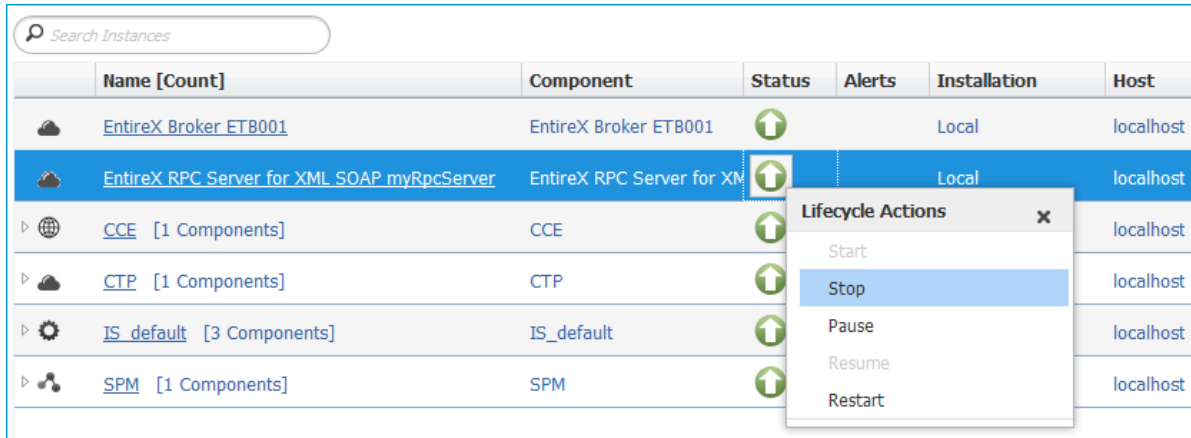 Search Instances
Name [Count] Component Status Alerts Installation Host
EntireX Broker ETB001 EntireX Broker ETB001 Local localhost
EntireX RPC Server for XML SOAP myRpcServer EntireX RPC Server for XM Local localhost
Lifecycle Actions
CCE [1 Components] CCE localhost
Start
CTP [1 Components] CTP localhost
Stop
Pause
IS_default [3 Components] IS_default localhost
Resume
SPM [1 Components] SPM localhost
Restart